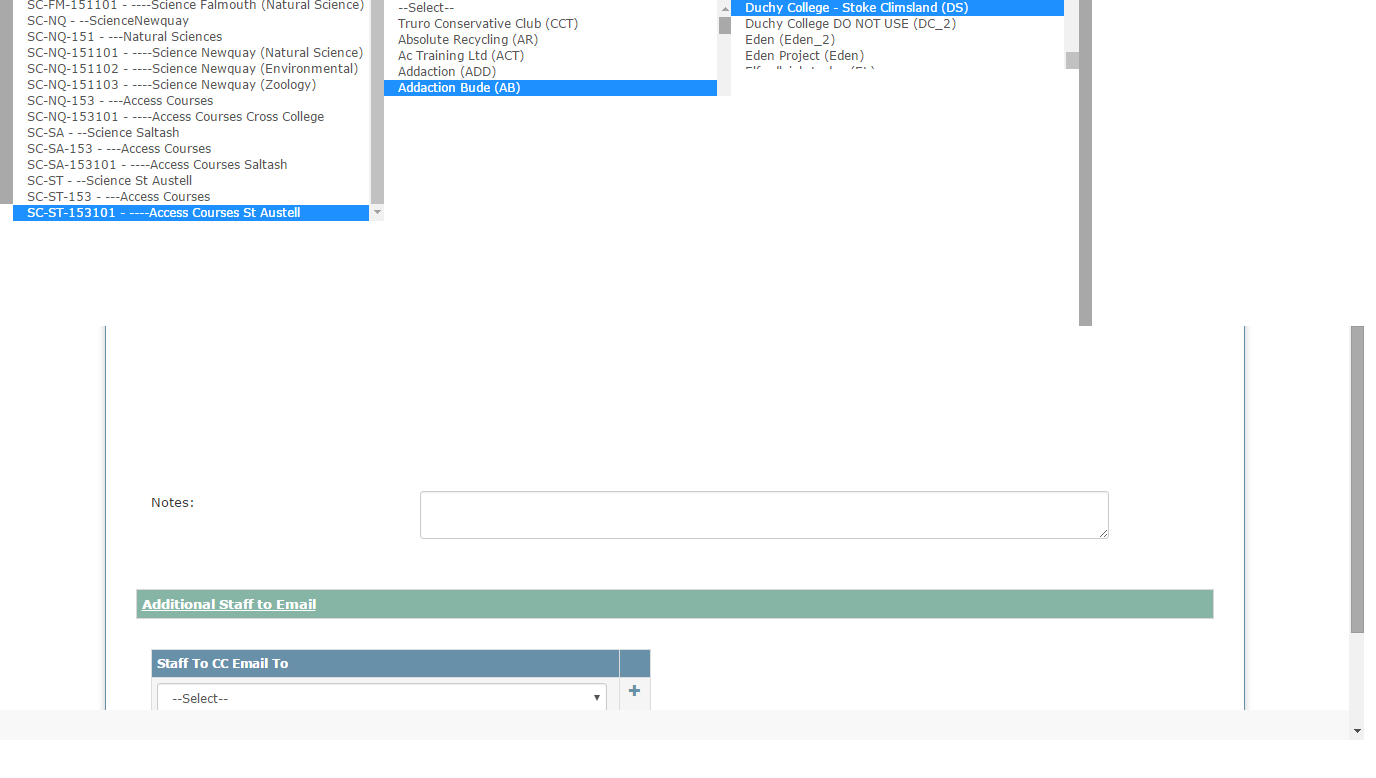 SC-FM-151101 - ----Science Falmouth (Natural Science)
SC-NQ - --ScienceNewquay
SC-NQ-151 - ---Natural Sciences
SC-NQ-151101 - ----Science Newquay (Natural Science)
SC-NQ-151102 - ----Science Newquay (Environmental)
SC-NQ-151103 - ----Science Newquay (Zoology)
SC-NQ-153 - ---Access Courses
SC-NQ-153101 - ----Access Courses Cross College
SC-SA - --Science Saltash
SC-SA-153 - ---Access Courses
SC-SA-153101 - ----Access Courses Saltash
SC-ST - --Science St Austell
SC-ST-153 - ---Access Courses
SC-ST-153101 - ----Access Courses St Austell
--Select--
Truro Conservative Club (CCT)
Absolute Recycling (AR)
Ac Training Ltd (ACT)
Addaction (ADD)
Addaction Bude (AB)
Duchy College - Stoke Climsland (DS)
Duchy College DO NOT USE (DC_2)
Eden (Eden_2)
Eden Project (Eden)
Notes:
Additional Staff to Email
Staff To CC Email To
--Select--